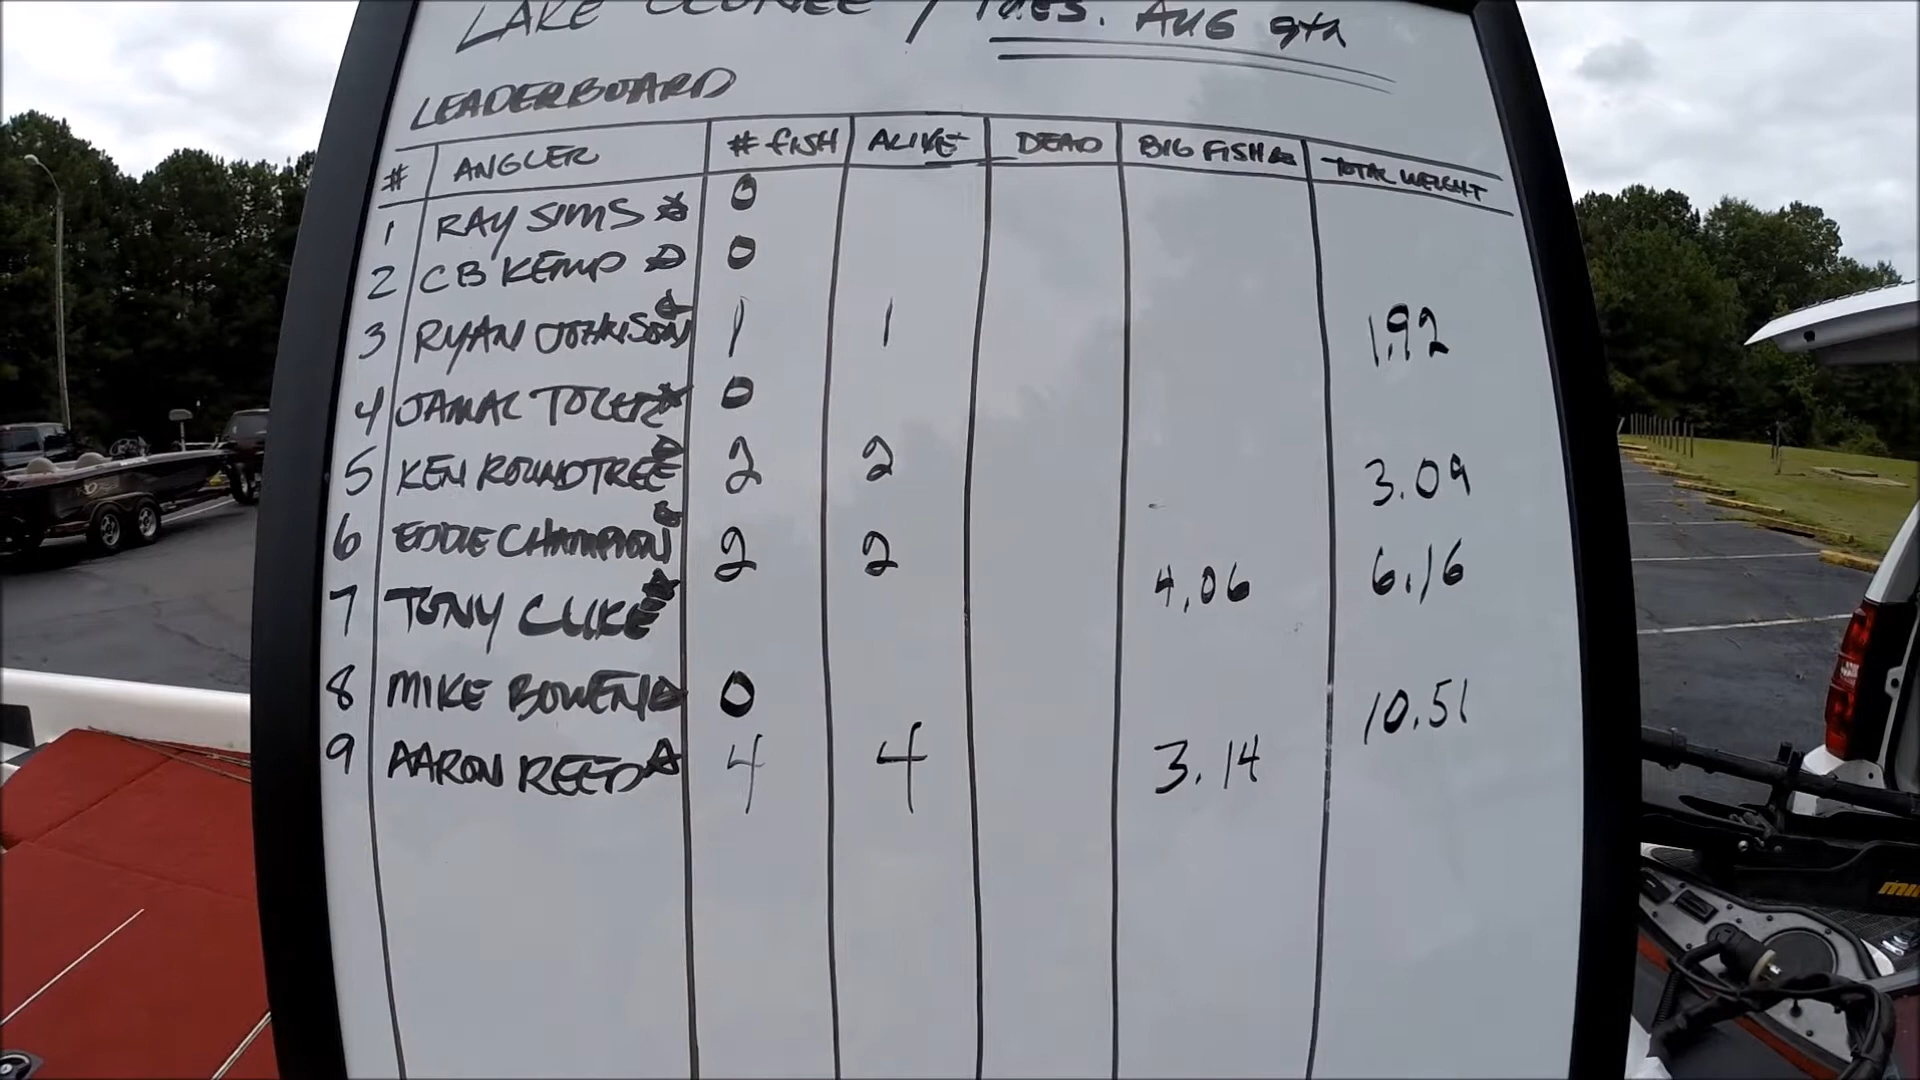 LAKE OCONEE / TUES. AUG 9th
LEADERBOARD
# ANGLER # FISH ALIVE DEAD BIG FISH TOTAL WEIGHT
1 RAY SIMS 0
2 CB KEMP 0
3 RYAN JOHNSON 1 1 1.92
4 JAMAL TOLER 0
5 KEN ROUNDTREE 2 2 3.09
6 EDDIE CHAMPION 2 2 4.06 6.16
7 TONY CLIKE
8 MIKE BOWEN 0
9 AARON REED 4 4 3.14 10.51